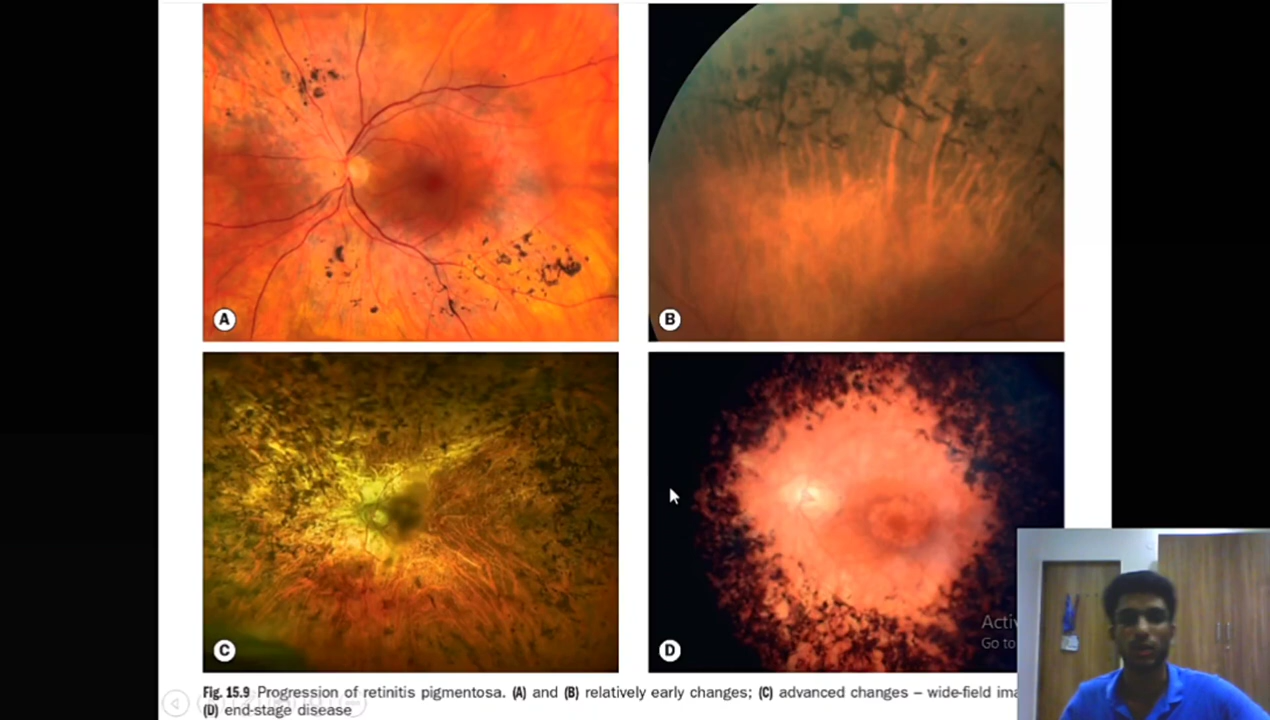 A
B
C
D
Activ
Go to
Fig. 15.9 Progression of retinitis pigmentosa. (A) and (B) relatively early changes; (C) advanced changes – wide-field ima
(D) end-stage disease